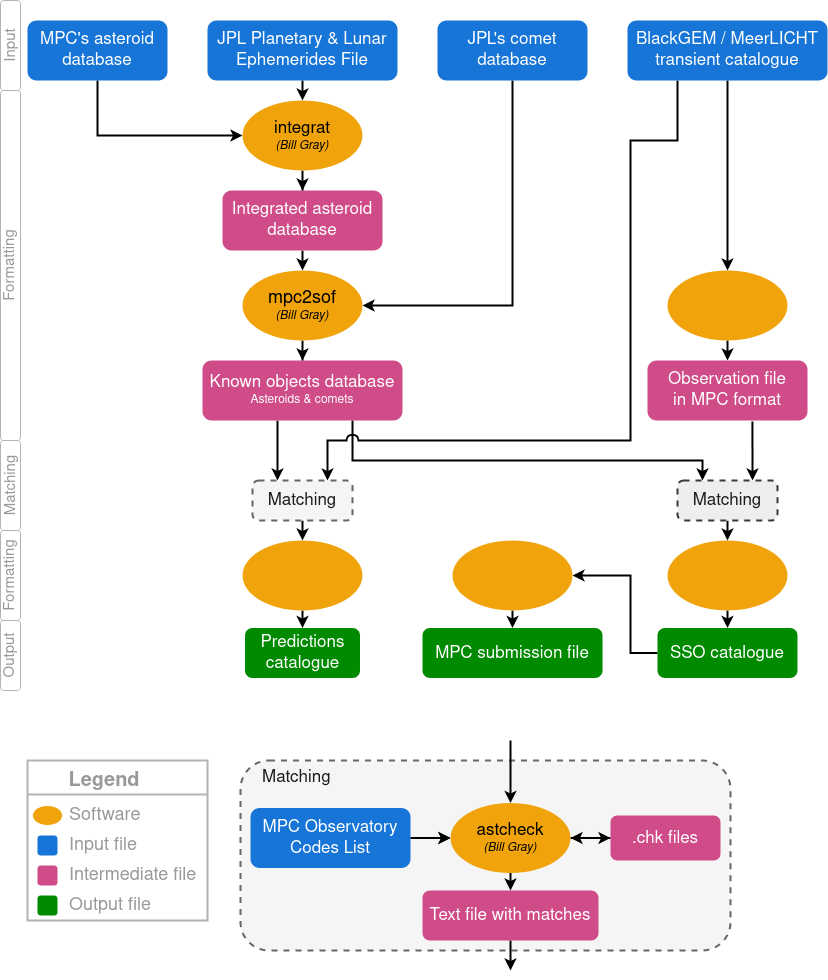 Input
MPC's asteroid
database
JPL Planetary & Lunar
Ephemerides File
JPL's comet
database
BlackGEM / MeerLICHT
transient catalogue
Formatting
integrat
(Bill Gray)
Integrated asteroid
database
mpc2sof
(Bill Gray)
Known objects database
Asteroids & comets
Observation file
in MPC format
Matching
Matching
Matching
Formatting
Output
Predictions
catalogue
MPC submission file
SSO catalogue
Legend
Software
Input file
Intermediate file
Output file
Matching
MPC Observatory
Codes List
astcheck
(Bill Gray)
.chk files
Text file with matches